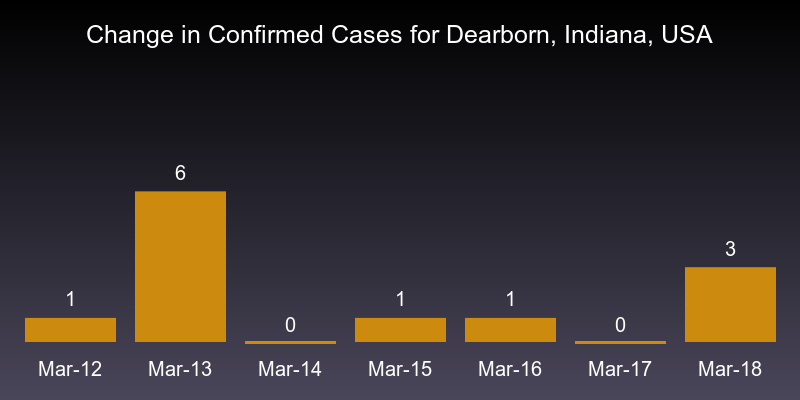 Change in Confirmed Cases for Dearborn, Indiana, USA
1 6 0 1 1 0 3
Mar-12 Mar-13 Mar-14 Mar-15 Mar-16 Mar-17 Mar-18